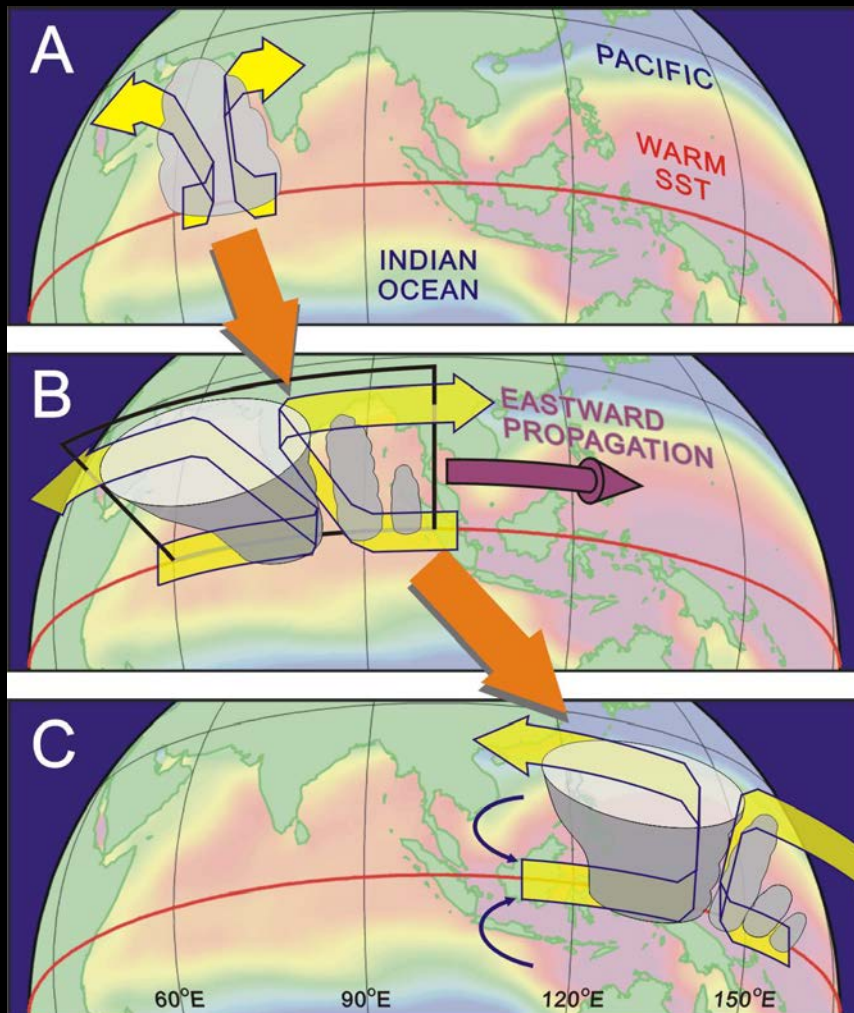 A
PACIFIC
WARM
SST
INDIAN
OCEAN
B
EASTWARD
PROPAGATION
C
60°E
90°E
120°E
150°E